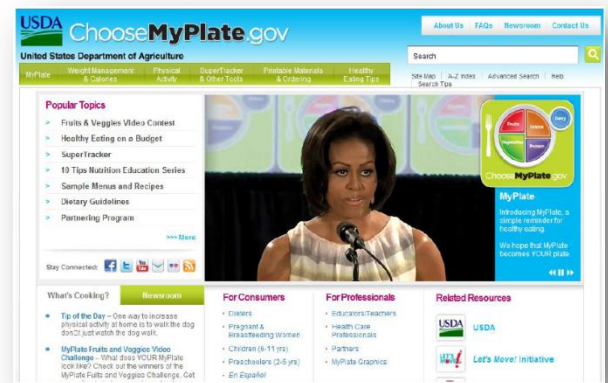 USDA
ChooseMyPlate.gov
United States Department of Agriculture
About Us
FAQs
Newsroom
Contact Us
Search
Site Map
A-Z Index
Advanced Search
Help
Search Tips
MyPlate
Weight Management
& Calories
Physical
Activity
SuperTracker
& Other Tools
Printable Materials
& Ordering
Healthy
Eating Tips
Popular Topics
> Fruits & Veggies Video Contest
> Healthy Eating on a Budget
> SuperTracker
> 10 Tips Nutrition Education Series
> Sample Menus and Recipes
> Dietary Guidelines
> Partnering Program
>>> More
Stay Connected:
Fruits
Grains
Vegetables
Protein
Dairy
ChooseMyPlate.gov
MyPlate
Introducing MyPlate, a
simple reminder for
healthy eating.
We hope that MyPlate
becomes YOUR plate.
What's Cooking?
Newsroom
Tip of the Day – One way to increase
physical activity at home is to walk the dog
don't just watch the dog walk.
MyPlate Fruits and Veggies Video
Challenge – What does YOUR MyPlate
look like? Check out the winners of the
MyPlate Fruits and Veggies Challenge. Get
For Consumers
Dieters
Pregnant &
Breastfeeding Women
Children (6-11 yrs)
Preschoolers (2-5 yrs)
En Español
For Professionals
Educators/Teachers
Health Care
Professionals
Partners
MyPlate Graphics
Related Resources
USDA
USDA
Let's Move! Initiative